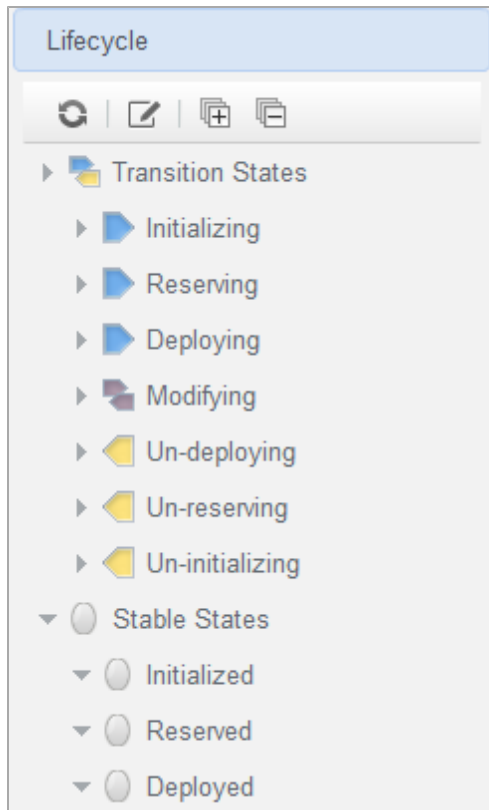 Lifecycle
Transition States
Initializing
Reserving
Deploying
Modifying
Un-deploying
Un-reserving
Un-initializing
Stable States
Initialized
Reserved
Deployed